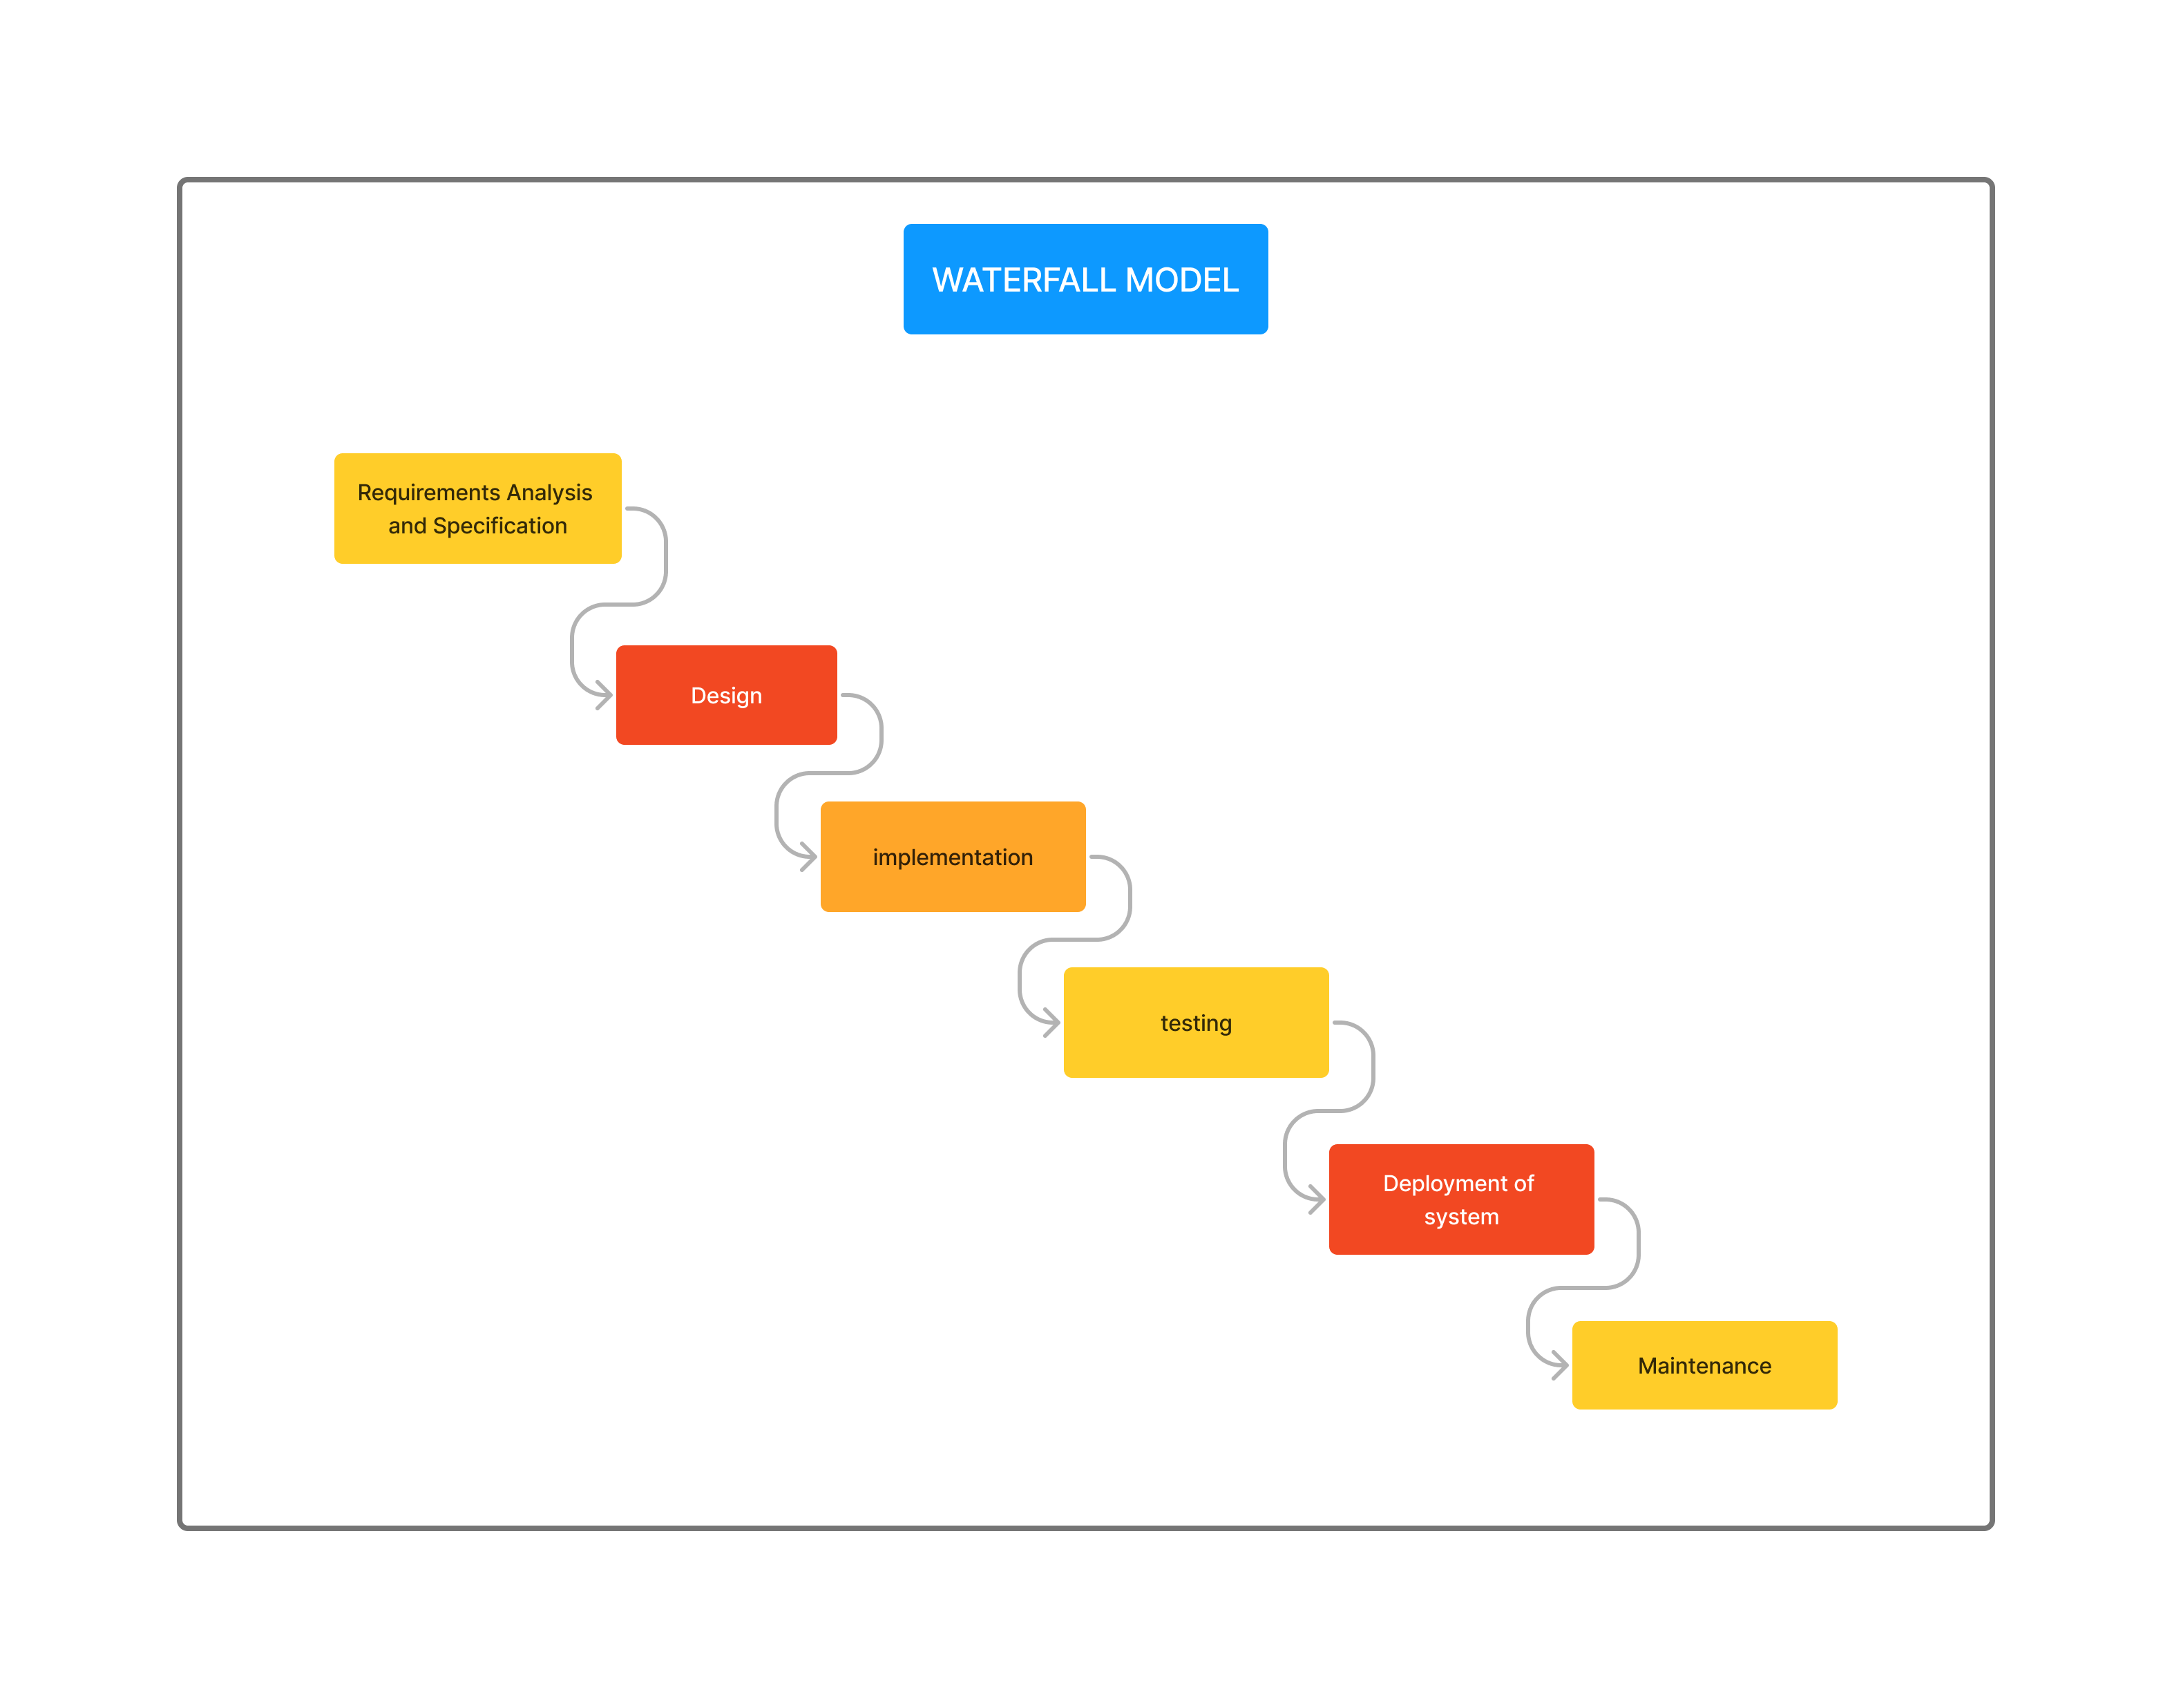 WATERFALL MODEL
Requirements Analysis
and Specification
Design
implementation
testing
Deployment of
system
Maintenance